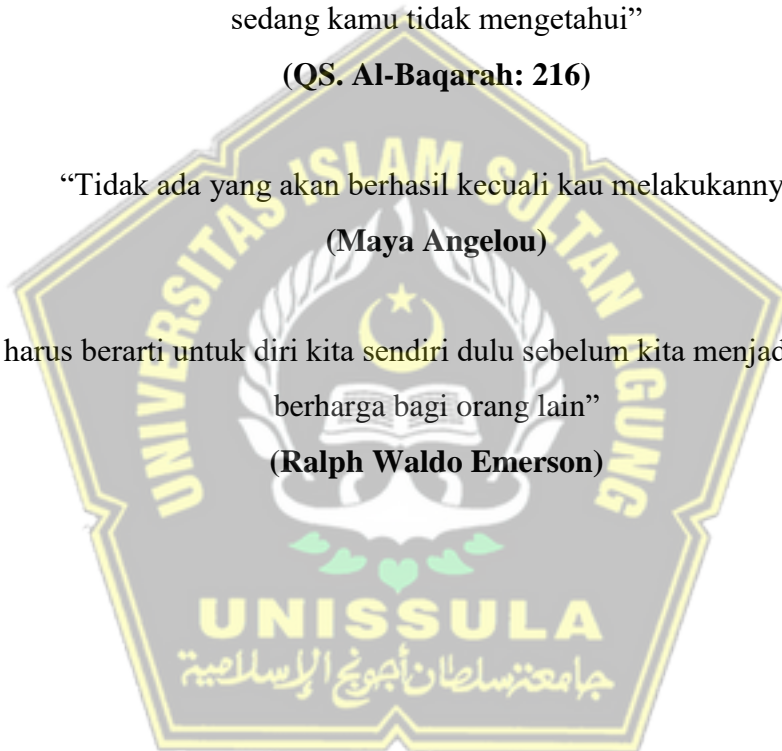 sedang kamu tidak mengetahui”
(QS. Al-Baqarah: 216)
“Tidak ada yang akan berhasil kecuali kau melakukanny
(Maya Angelou)
harus berarti untuk diri kita sendiri dulu sebelum kita menjad
berharga bagi orang lain”
(Ralph Waldo Emerson)
UNIVERSITAS ISLAM SULTAN AGUNG
UNISSULA
جامعة سلطان أجونج الإسلامية